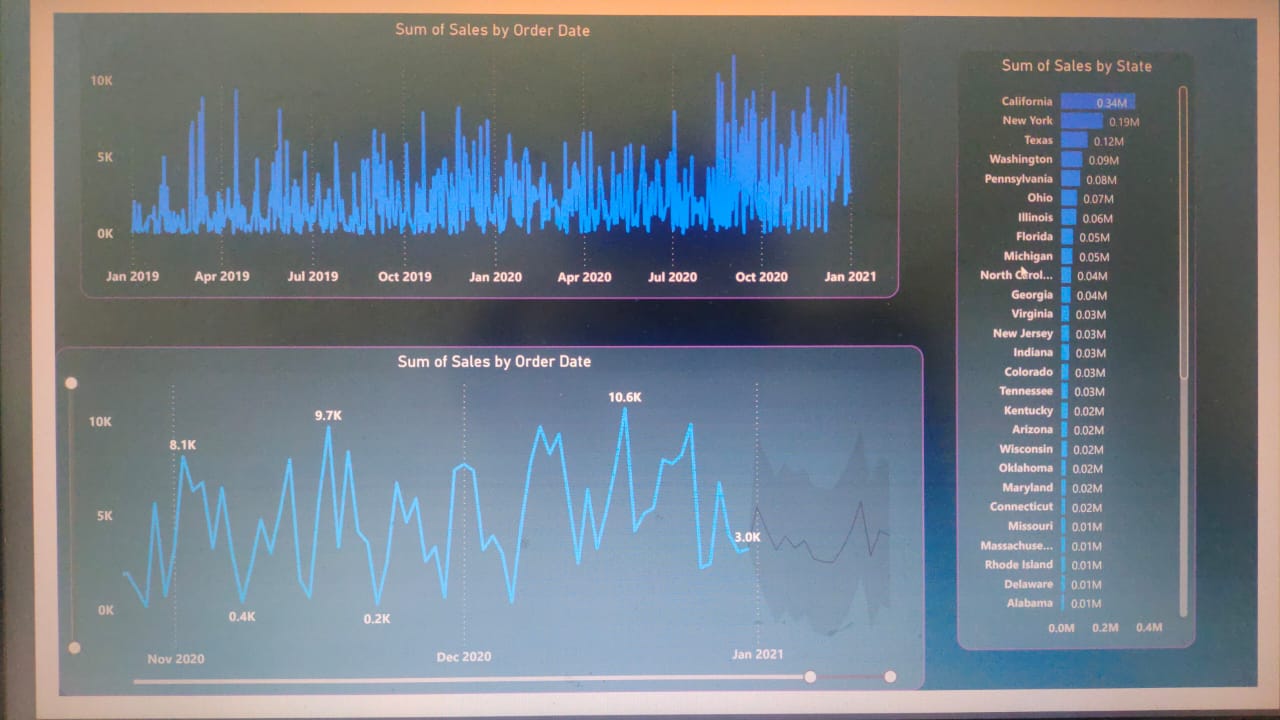 Sum of Sales by Order Date
10K
5K
0K
Jan 2019 Apr 2019 Jul 2019 Oct 2019 Jan 2020 Apr 2020 Jul 2020 Oct 2020 Jan 2021
Sum of Sales by Order Date
10K
5K
0K
8.1K
9.7K
10.6K
3.0K
0.4K
0.2K
Nov 2020 Dec 2020 Jan 2021
Sum of Sales by State
California 0.34M
New York 0.19M
Texas 0.12M
Washington 0.09M
Pennsylvania 0.08M
Ohio 0.07M
Illinois 0.06M
Florida 0.05M
Michigan 0.05M
North Carol... 0.04M
Georgia 0.04M
Virginia 0.03M
New Jersey 0.03M
Indiana 0.03M
Colorado 0.03M
Tennessee 0.03M
Kentucky 0.02M
Arizona 0.02M
Wisconsin 0.02M
Oklahoma 0.02M
Maryland 0.02M
Connecticut 0.02M
Missouri 0.01M
Massachuse... 0.01M
Rhode Island 0.01M
Delaware 0.01M
Alabama 0.01M
0.0M 0.2M 0.4M